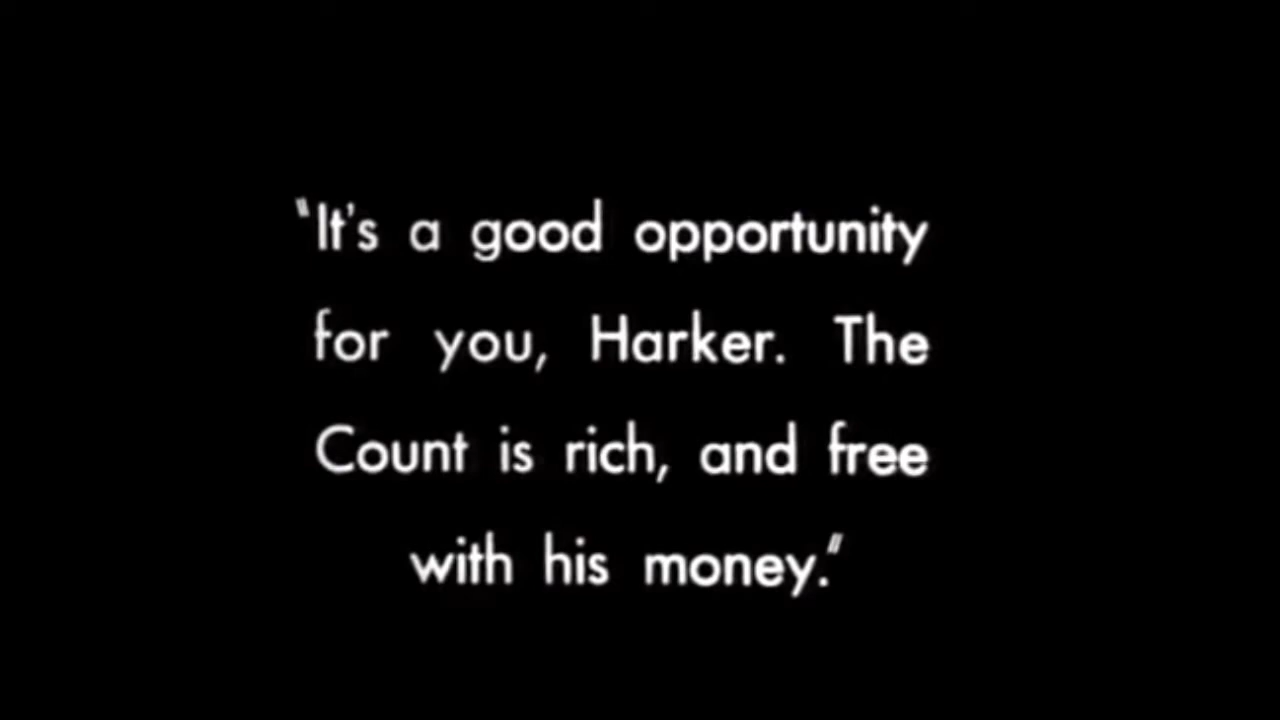 "It's a good opportunity
for you, Harker. The
Count is rich, and free
with his money."